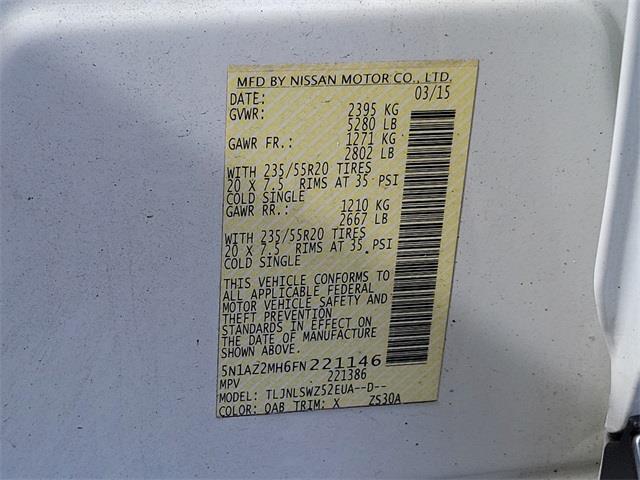 MFD BY NISSAN MOTOR CO., LTD.
DATE: 03/15
GVWR: 2395 KG
5280 LB
GAWR FR.: 1271 KG
2802 LB
WITH 235/55R20 TIRES
20 X 7.5 RIMS AT 35 PSI
COLD SINGLE
GAWR RR.: 1210 KG
2667 LB
WITH 235/55R20 TIRES
20 X 7.5 RIMS AT 35 PSI
COLD SINGLE
THIS VEHICLE CONFORMS TO
ALL APPLICABLE FEDERAL
MOTOR VEHICLE SAFETY AND
THEFT PREVENTION
STANDARDS IN EFFECT ON
THE DATE OF MANUFACTURE
SHOWN ABOVE.
5N1AZ2MH6FN221146
MPV 221386
MODEL: TLJNLSWZ52EUA--D--
COLOR: QAB TRIM: X ZS30A